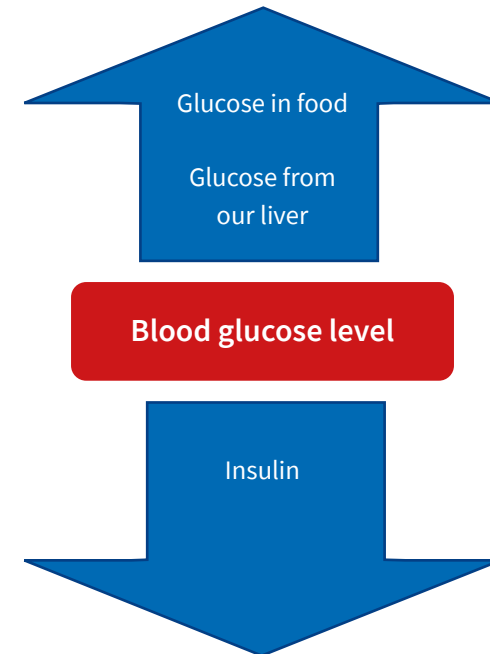 Glucose in food
Glucose from
our liver
Blood glucose level
Insulin